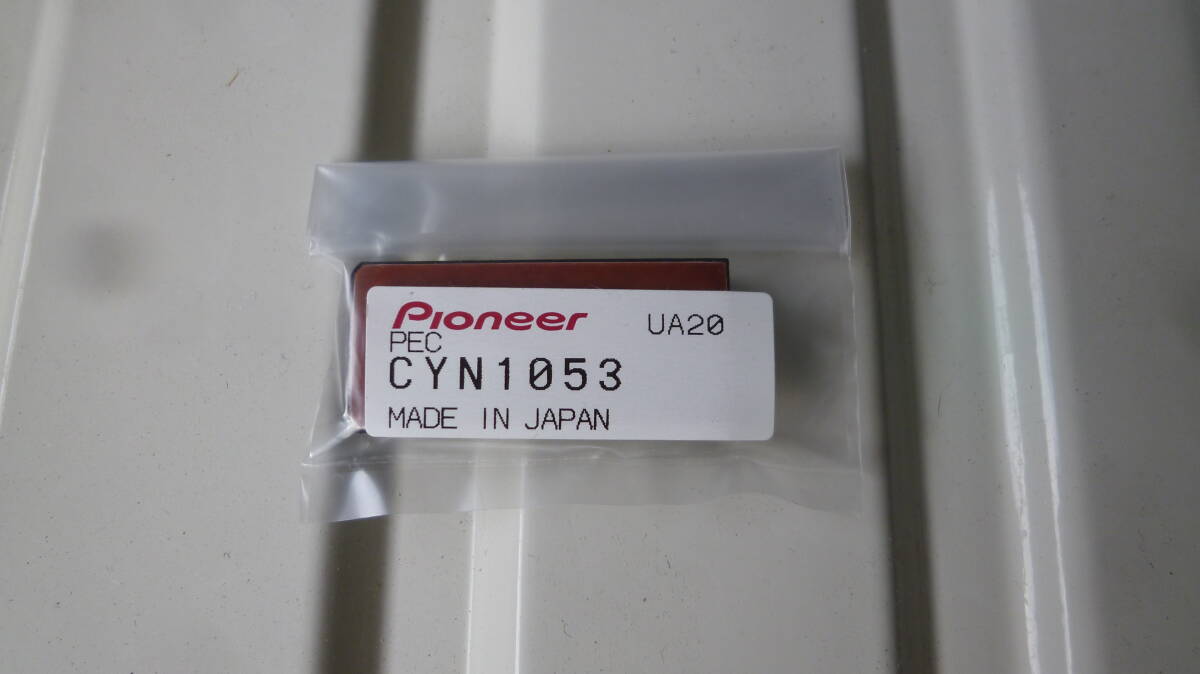 Pioneer UA20
PEC
CYN1053
MADE IN JAPAN